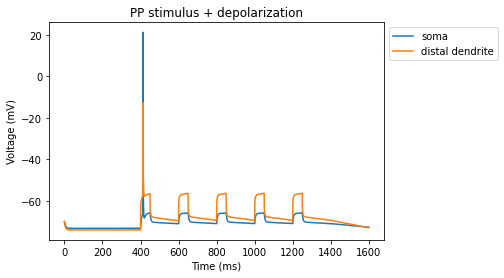 PP stimulus + depolarization
soma
distal dendrite
Voltage (mV)
20
0
−20
−40
−60
0 200 400 600 800 1000 1200 1400 1600
Time (ms)